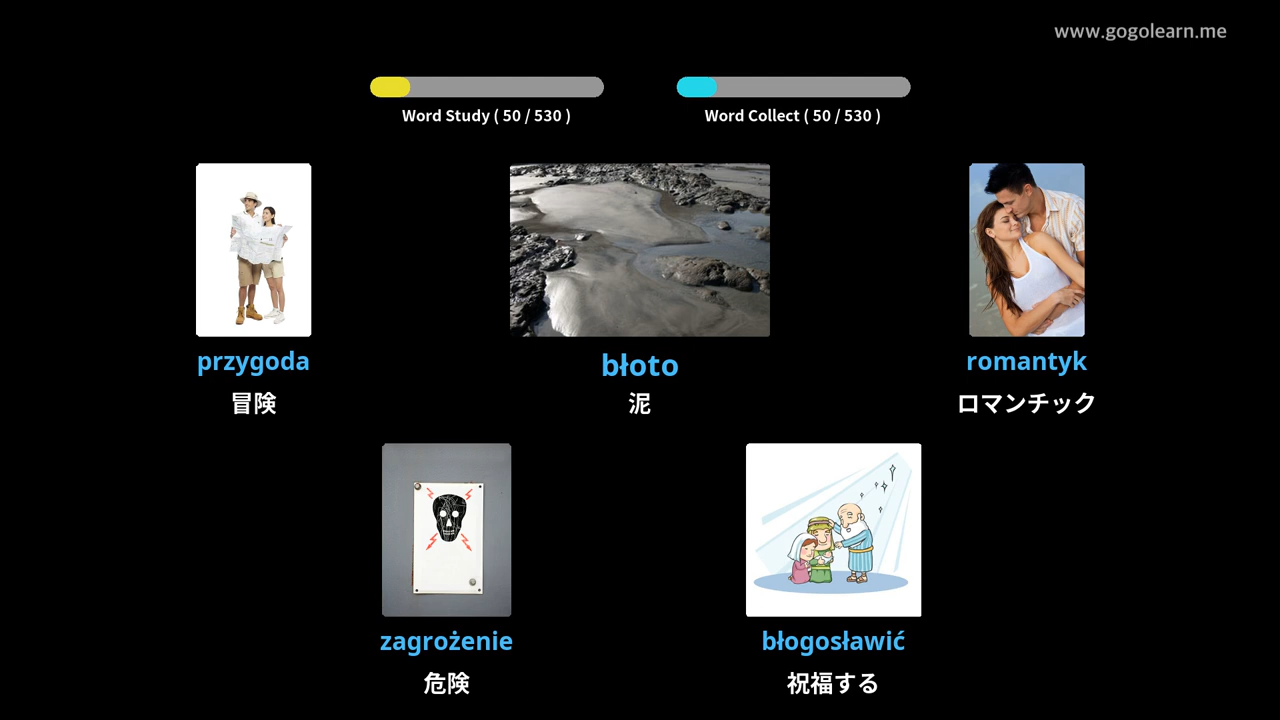 www.gogolearn.me
Word Study ( 50 / 530 )
Word Collect ( 50 / 530 )
przygoda
冒険
błoto
泥
romantyk
ロマンチック
zagrożenie
危険
błogosławić
祝福する